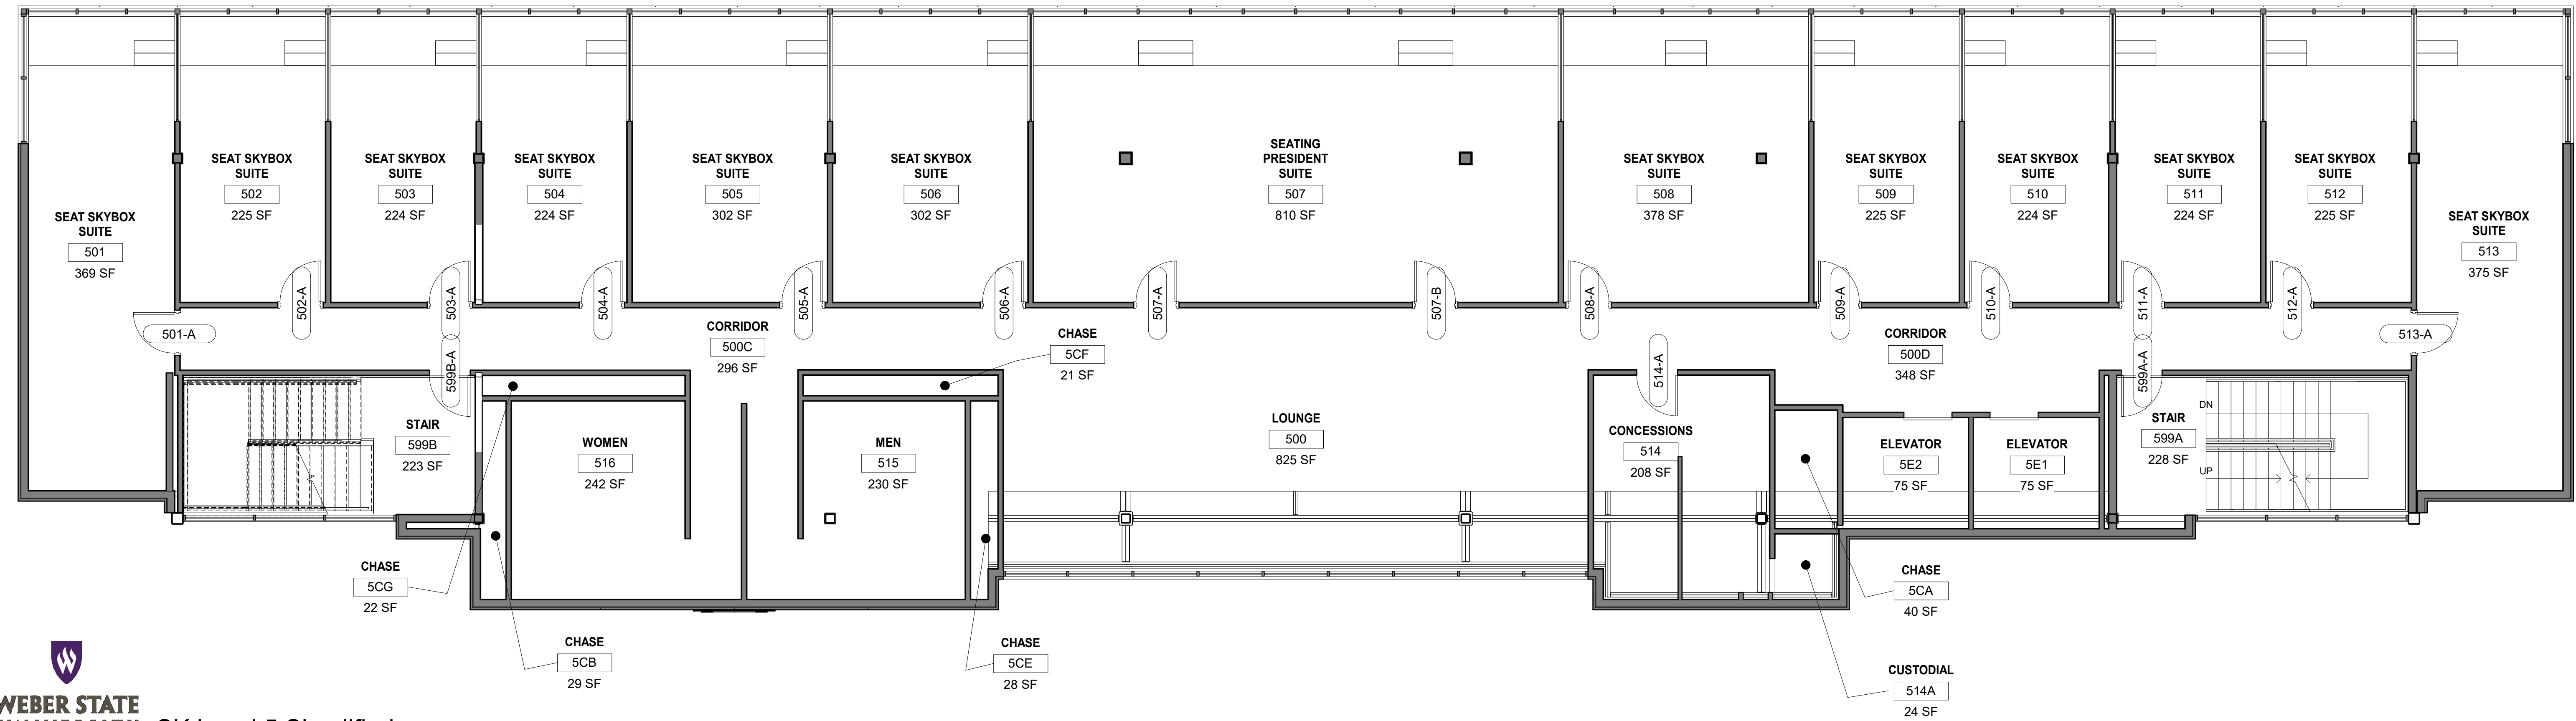 SEAT SKYBOX
SUITE
501
369 SF
SEAT SKYBOX
SUITE
502
225 SF
SEAT SKYBOX
SUITE
503
224 SF
SEAT SKYBOX
SUITE
504
224 SF
SEAT SKYBOX
SUITE
505
302 SF
SEAT SKYBOX
SUITE
506
302 SF
SEATING
PRESIDENT
SUITE
507
810 SF
SEAT SKYBOX
SUITE
508
378 SF
SEAT SKYBOX
SUITE
509
225 SF
SEAT SKYBOX
SUITE
510
224 SF
SEAT SKYBOX
SUITE
511
224 SF
SEAT SKYBOX
SUITE
512
225 SF
SEAT SKYBOX
SUITE
513
375 SF
501-A
502-A
503-A
504-A
505-A
506-A
507-A
507-B
508-A
509-A
510-A
511-A
512-A
513-A
599B-A
514-A
599A-A
CORRIDOR
500C
296 SF
CHASE
5CF
21 SF
CORRIDOR
500D
348 SF
STAIR
599B
223 SF
WOMEN
516
242 SF
MEN
515
230 SF
LOUNGE
500
825 SF
CONCESSIONS
514
208 SF
ELEVATOR
5E2
75 SF
ELEVATOR
5E1
75 SF
STAIR
599A
228 SF
DN
UP
CHASE
5CG
22 SF
CHASE
5CB
29 SF
CHASE
5CE
28 SF
CHASE
5CA
40 SF
CUSTODIAL
514A
24 SF
W
WEBER STATE